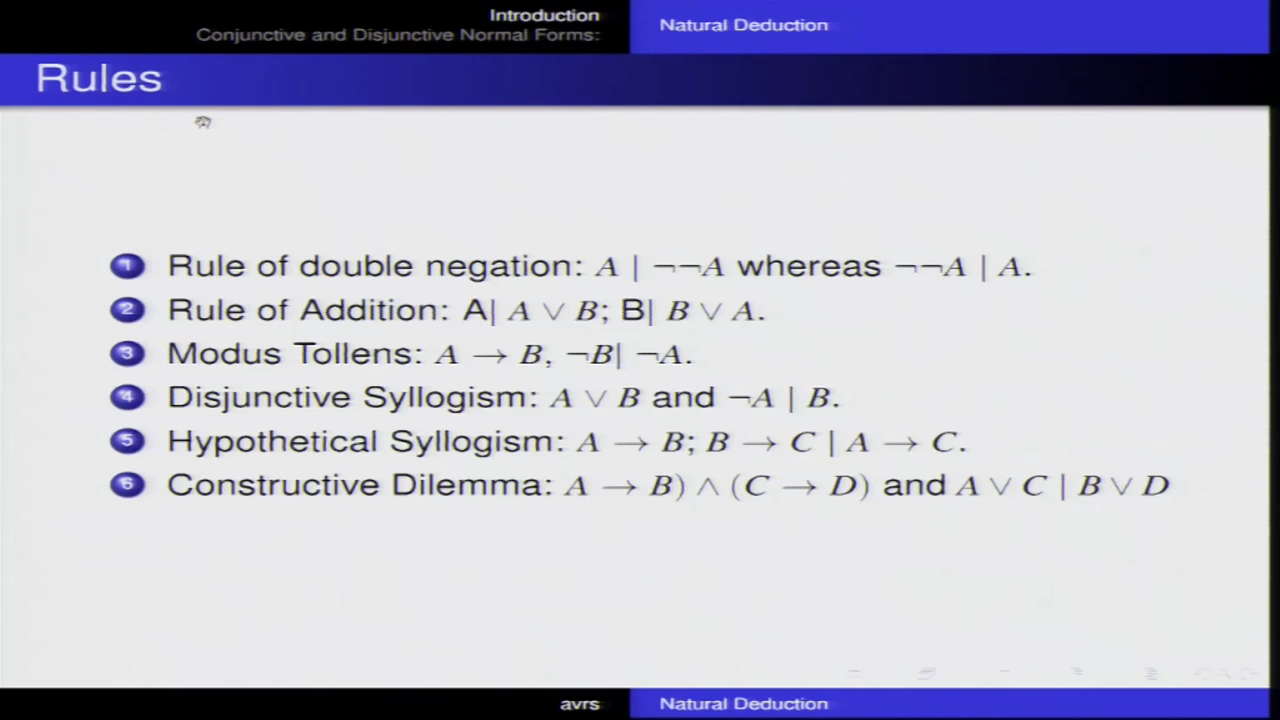 Introduction
Conjunctive and Disjunctive Normal Forms:
Natural Deduction
Rules
1 Rule of double negation: A | ¬¬A whereas ¬¬A | A.
2 Rule of Addition: A| A ∨ B; B| B ∨ A.
3 Modus Tollens: A → B, ¬B| ¬A.
4 Disjunctive Syllogism: A ∨ B and ¬A | B.
5 Hypothetical Syllogism: A → B; B → C | A → C.
6 Constructive Dilemma: A → B) ∧ (C → D) and A ∨ C | B ∨ D
avrs
Natural Deduction